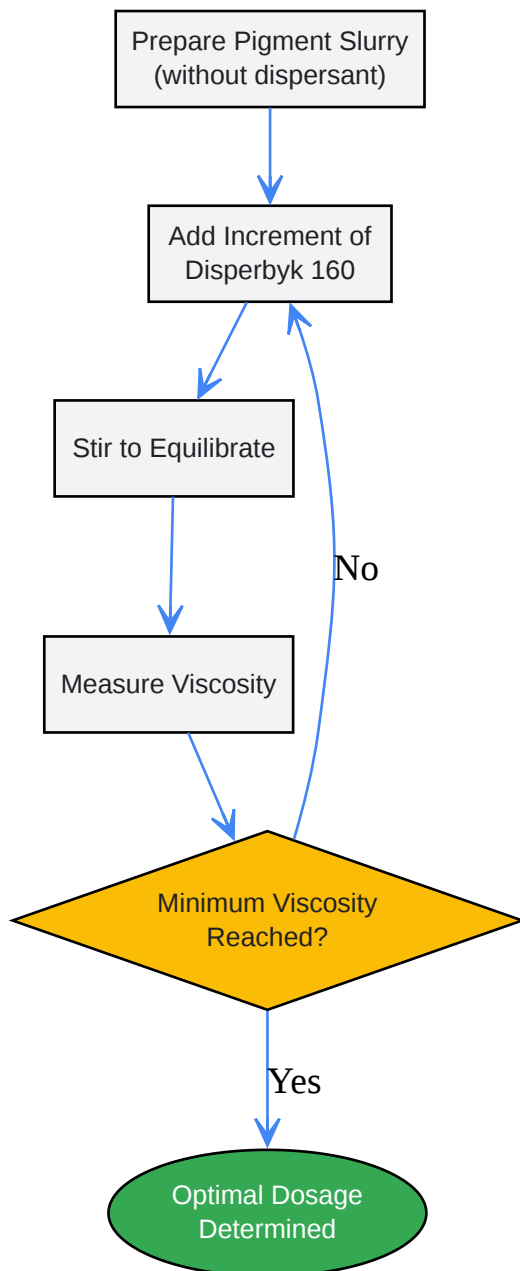 Prepare Pigment Slurry
(without dispersant)
Add Increment of
Disperbyk 160
Stir to Equilibrate
No
Measure Viscosity
Minimum Viscosity
Reached?
Yes
Optimal Dosage
Determined